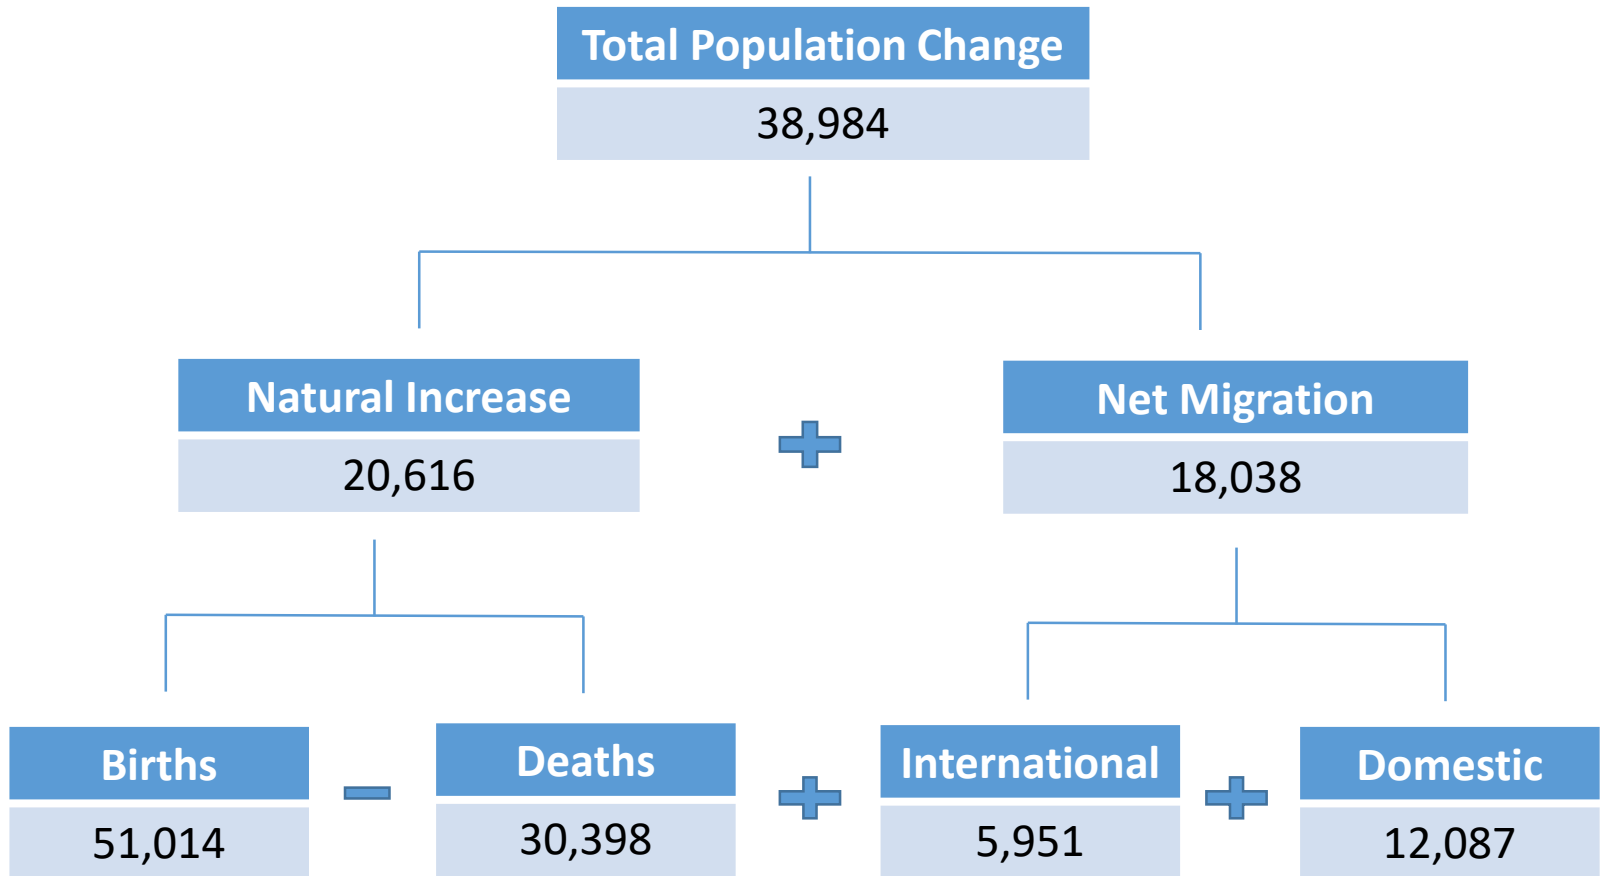 Total Population Change
38,984
Natural Increase
20,616
Net Migration
18,038
Births
51,014
Deaths
30,398
International
5,951
Domestic
12,087